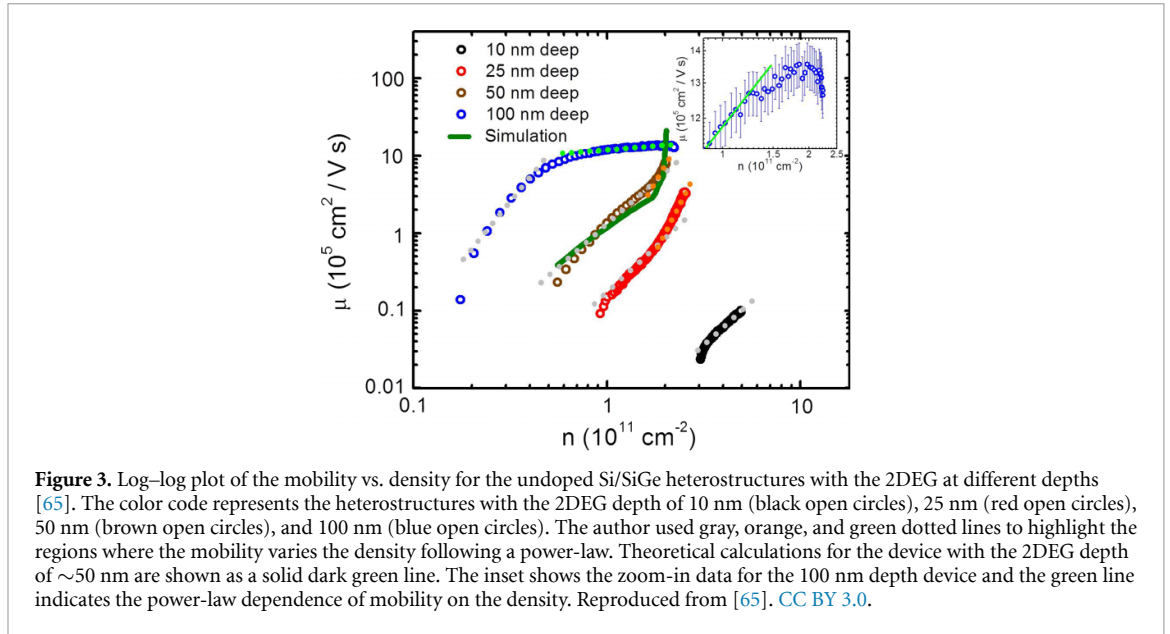 10 nm deep
25 nm deep
50 nm deep
100 nm deep
Simulation
μ (10⁵ cm² / V s)
100
10
1
0.1
0.01
0.1
1
10
n (10¹¹ cm⁻²)
μ (10⁵ cm² / V s)
14
13
12
1
1.5
2
2.5
n (10¹¹ cm⁻²)
Figure 3. Log–log plot of the mobility vs. density for the undoped Si/SiGe heterostructures with the 2DEG at different depths
[65]. The color code represents the heterostructures with the 2DEG depth of 10 nm (black open circles), 25 nm (red open circles),
50 nm (brown open circles), and 100 nm (blue open circles). The author used gray, orange, and green dotted lines to highlight the
regions where the mobility varies the density following a power-law. Theoretical calculations for the device with the 2DEG depth
of ∼50 nm are shown as a solid dark green line. The inset shows the zoom-in data for the 100 nm depth device and the green line
indicates the power-law dependence of mobility on the density. Reproduced from [65]. CC BY 3.0.